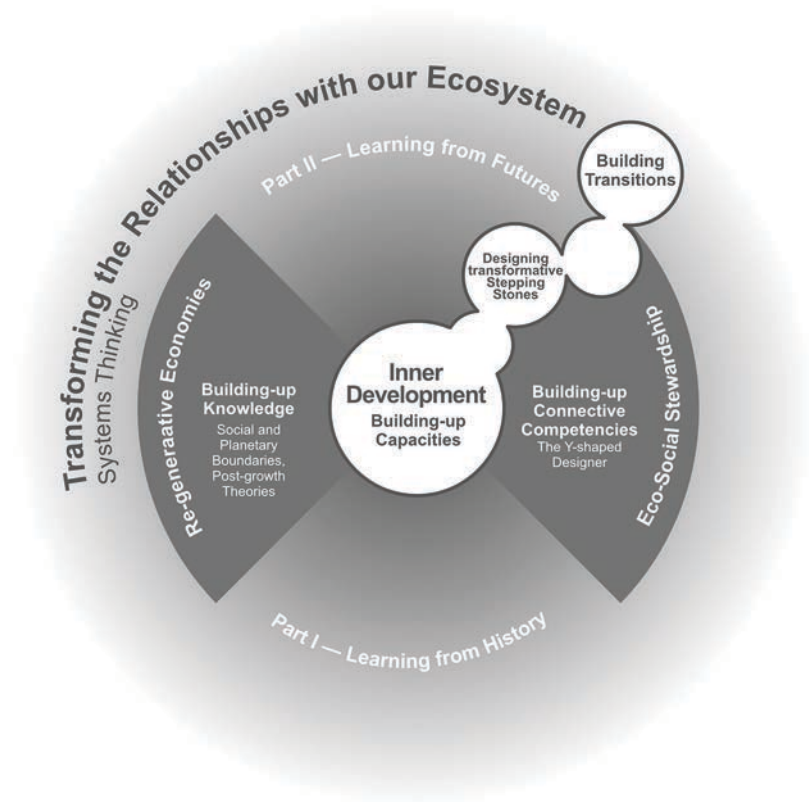 Transforming the Relationships with our Ecosystem
Systems Thinking
Part II — Learning from Futures
Building
Transitions
Designing
transformative
Stepping
Stones
Re-generaative Economies
Building-up
Knowledge
Social and
Planetary
Boundaries,
Post-growth
Theories
Inner
Development
Building-up
Capacities
Building-up
Connective
Competencies
The Y-shaped
Designer
Eco-Social Stewardship
Part I — Learning from History